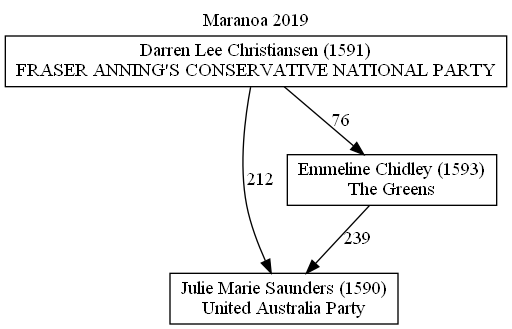 Maranoa 2019
Darren Lee Christiansen (1591)
FRASER ANNING'S CONSERVATIVE NATIONAL PARTY
76
Emmeline Chidley (1593)
The Greens
212
239
Julie Marie Saunders (1590)
United Australia Party